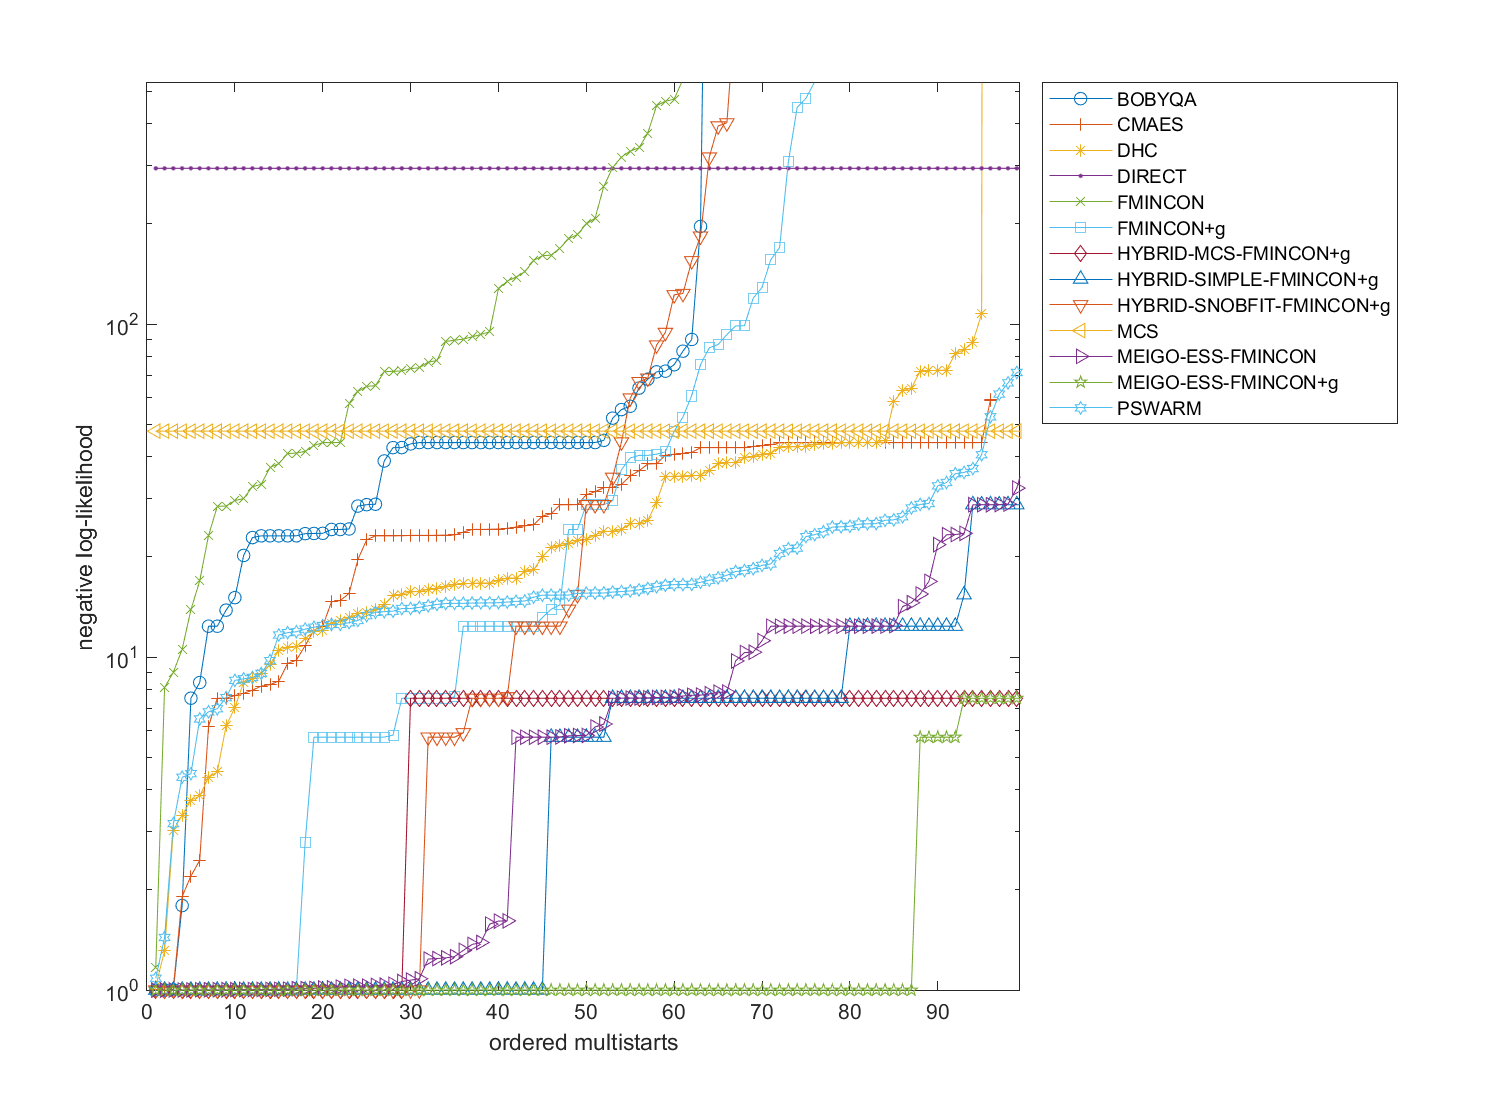 negative log-likelihood
10^2
10^1
10^0
0 10 20 30 40 50 60 70 80 90
ordered multistarts
BOBYQA
CMAES
DHC
DIRECT
FMINCON
FMINCON+g
HYBRID-MCS-FMINCON+g
HYBRID-SIMPLE-FMINCON+g
HYBRID-SNOBFIT-FMINCON+g
MCS
MEIGO-ESS-FMINCON
MEIGO-ESS-FMINCON+g
PSWARM